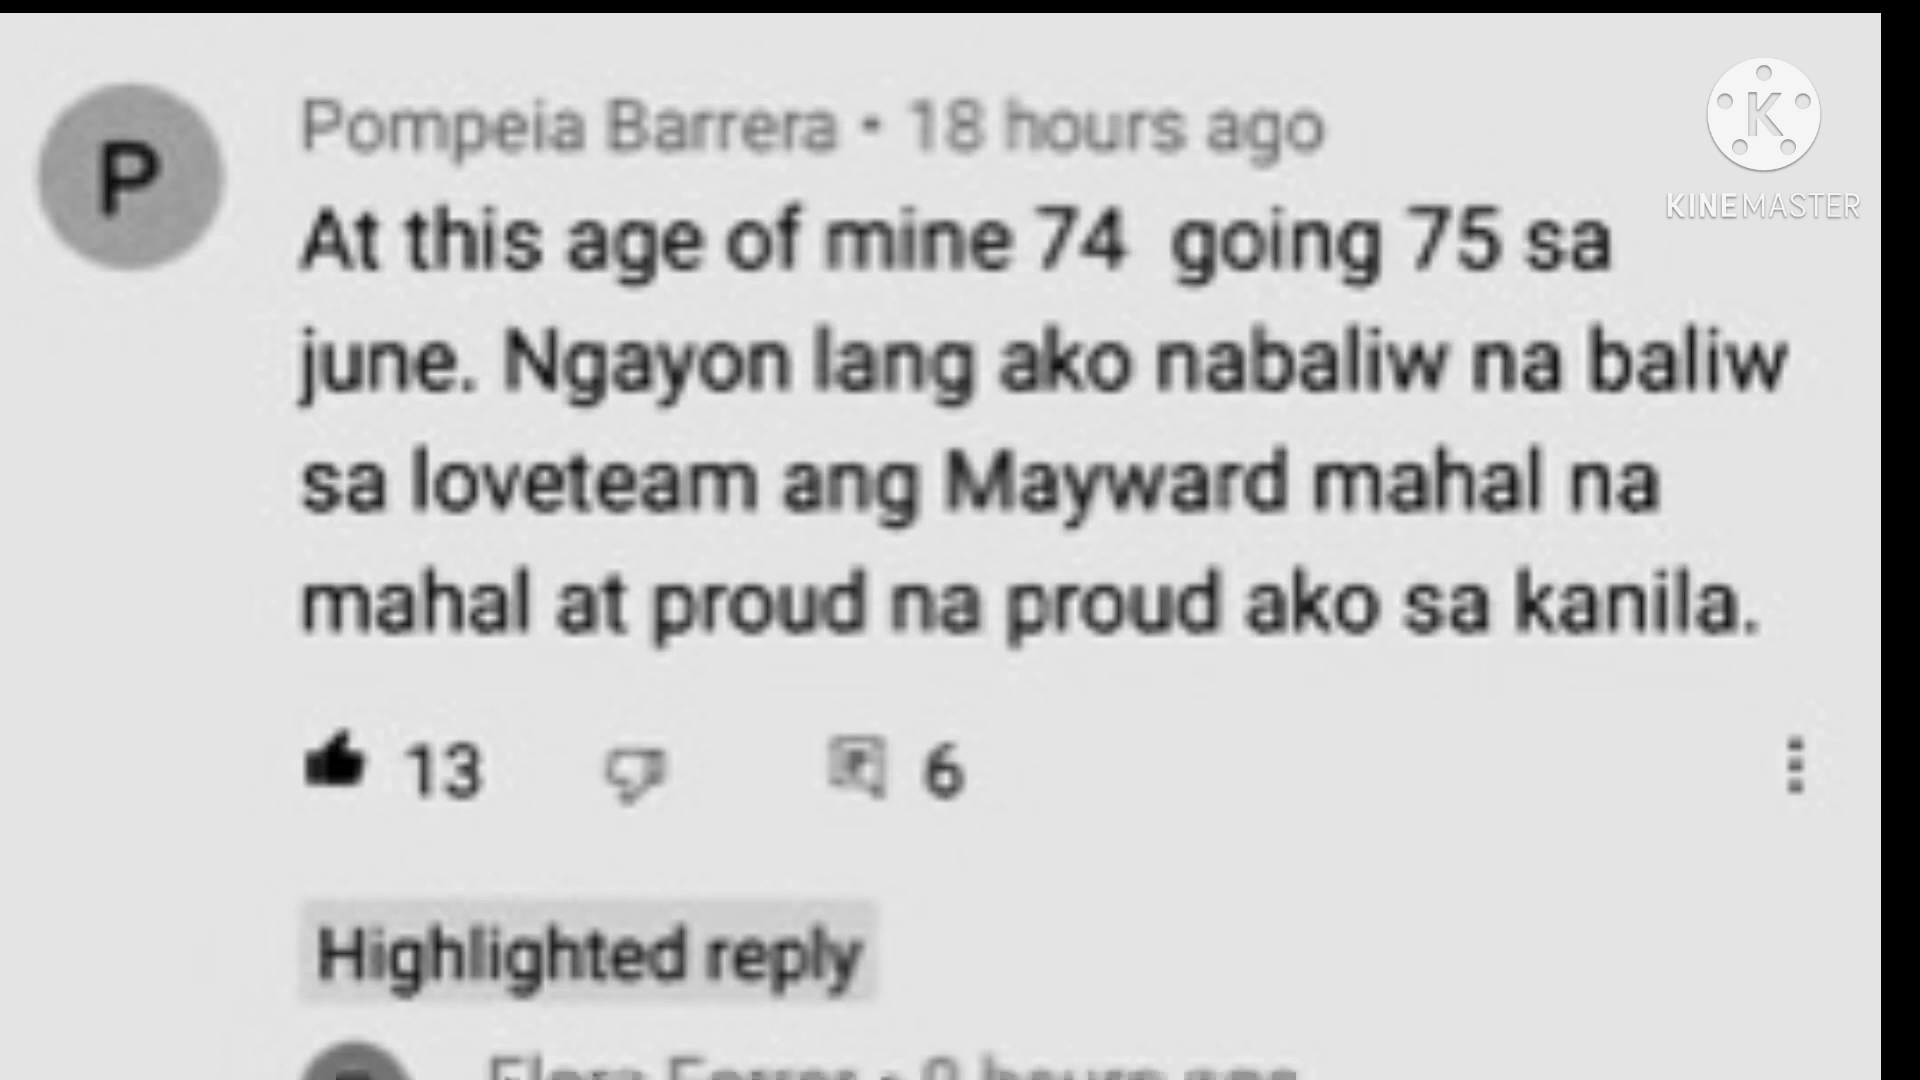 P
Pompeia Barrera • 18 hours ago
K
KINEMASTER
At this age of mine 74 going 75 sa
june. Ngayon lang ako nabaliw na baliw
sa loveteam ang Mayward mahal na
mahal at proud na proud ako sa kanila.
13 6
Highlighted reply
hours ago